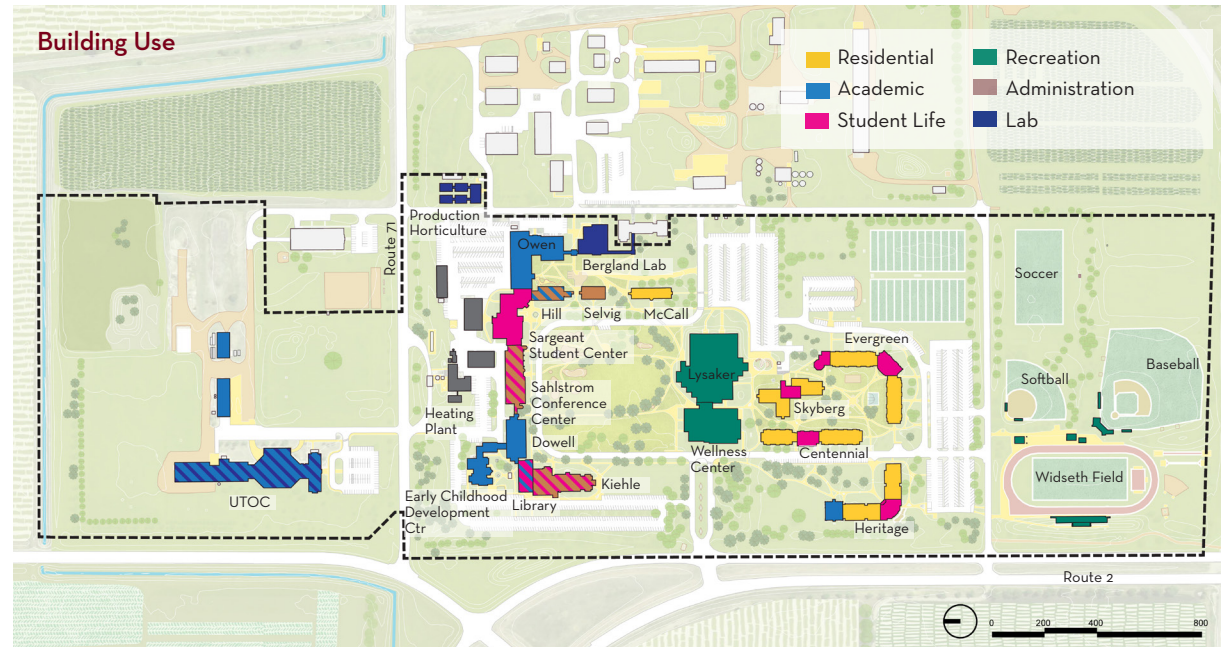 Building Use
Residential
Academic
Student Life
Recreation
Administration
Lab
Production
Horticulture
Route 71
Owen
Bergland Lab
Hill
Selvig
McCall
Sargeant
Student Center
Sahlstrom
Conference
Center
Heating
Plant
Dowell
Early Childhood
Development
Ctr
Library
Kiehle
UTOC
Lysaker
Wellness
Center
Evergreen
Skyberg
Centennial
Heritage
Soccer
Softball
Baseball
Widseth Field
Route 2
0 200 400 800